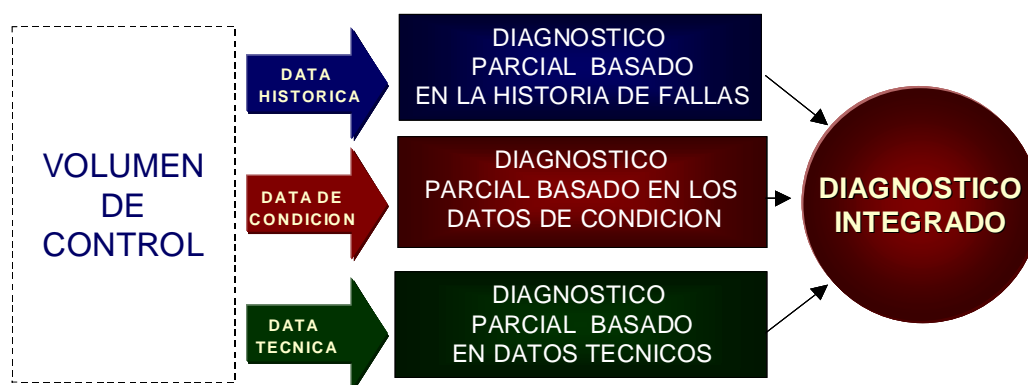 VOLUMEN
DE
CONTROL
DATA
HISTORICA
DIAGNOSTICO
PARCIAL BASADO
EN LA HISTORIA DE FALLAS
DATA DE
CONDICION
DIAGNOSTICO
PARCIAL BASADO EN LOS
DATOS DE CONDICION
DATA
TECNICA
DIAGNOSTICO
PARCIAL BASADO
EN DATOS TECNICOS
DIAGNOSTICO
INTEGRADO